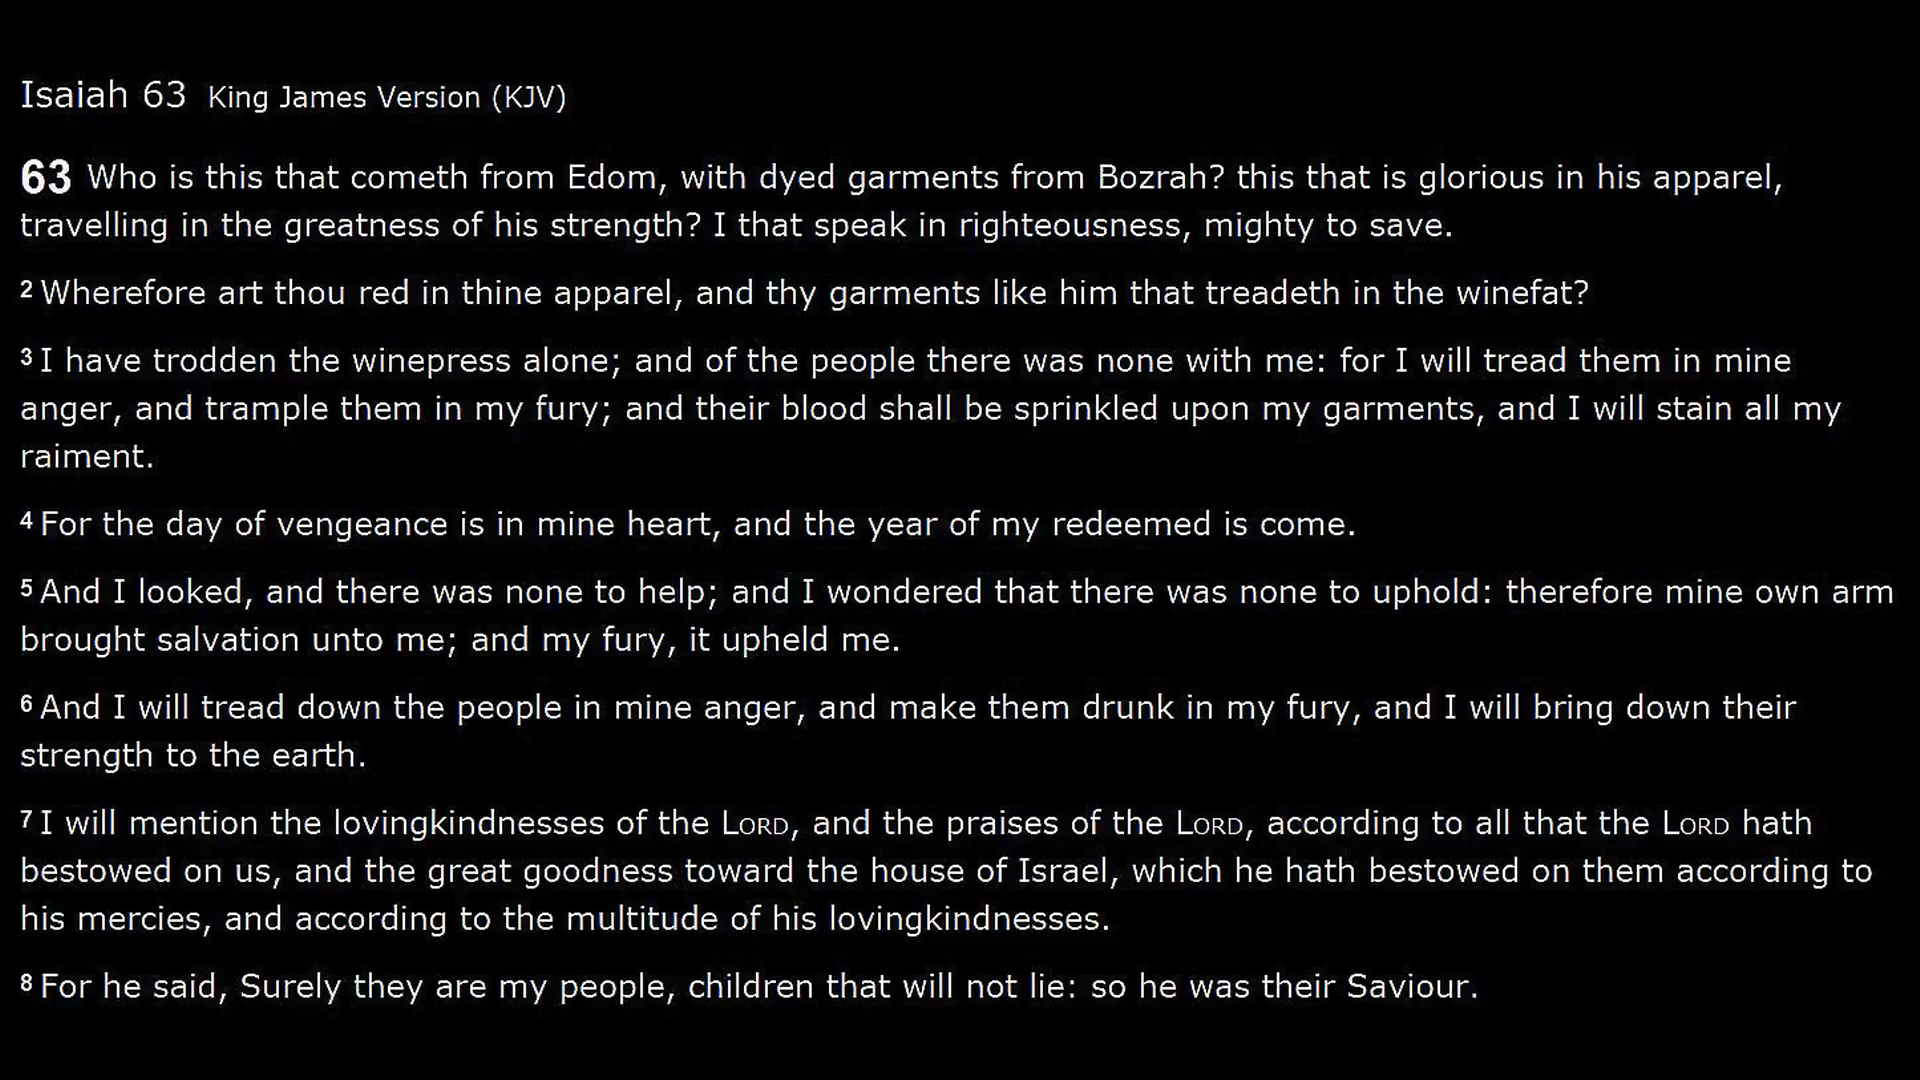 Isaiah 63 King James Version (KJV)
63 Who is this that cometh from Edom, with dyed garments from Bozrah? this that is glorious in his apparel,
travelling in the greatness of his strength? I that speak in righteousness, mighty to save.
2 Wherefore art thou red in thine apparel, and thy garments like him that treadeth in the winefat?
3 I have trodden the winepress alone; and of the people there was none with me: for I will tread them in mine
anger, and trample them in my fury; and their blood shall be sprinkled upon my garments, and I will stain all my
raiment.
4 For the day of vengeance is in mine heart, and the year of my redeemed is come.
5 And I looked, and there was none to help; and I wondered that there was none to uphold: therefore mine own arm
brought salvation unto me; and my fury, it upheld me.
6 And I will tread down the people in mine anger, and make them drunk in my fury, and I will bring down their
strength to the earth.
7 I will mention the lovingkindnesses of the LORD, and the praises of the LORD, according to all that the LORD hath
bestowed on us, and the great goodness toward the house of Israel, which he hath bestowed on them according to
his mercies, and according to the multitude of his lovingkindnesses.
8 For he said, Surely they are my people, children that will not lie: so he was their Saviour.